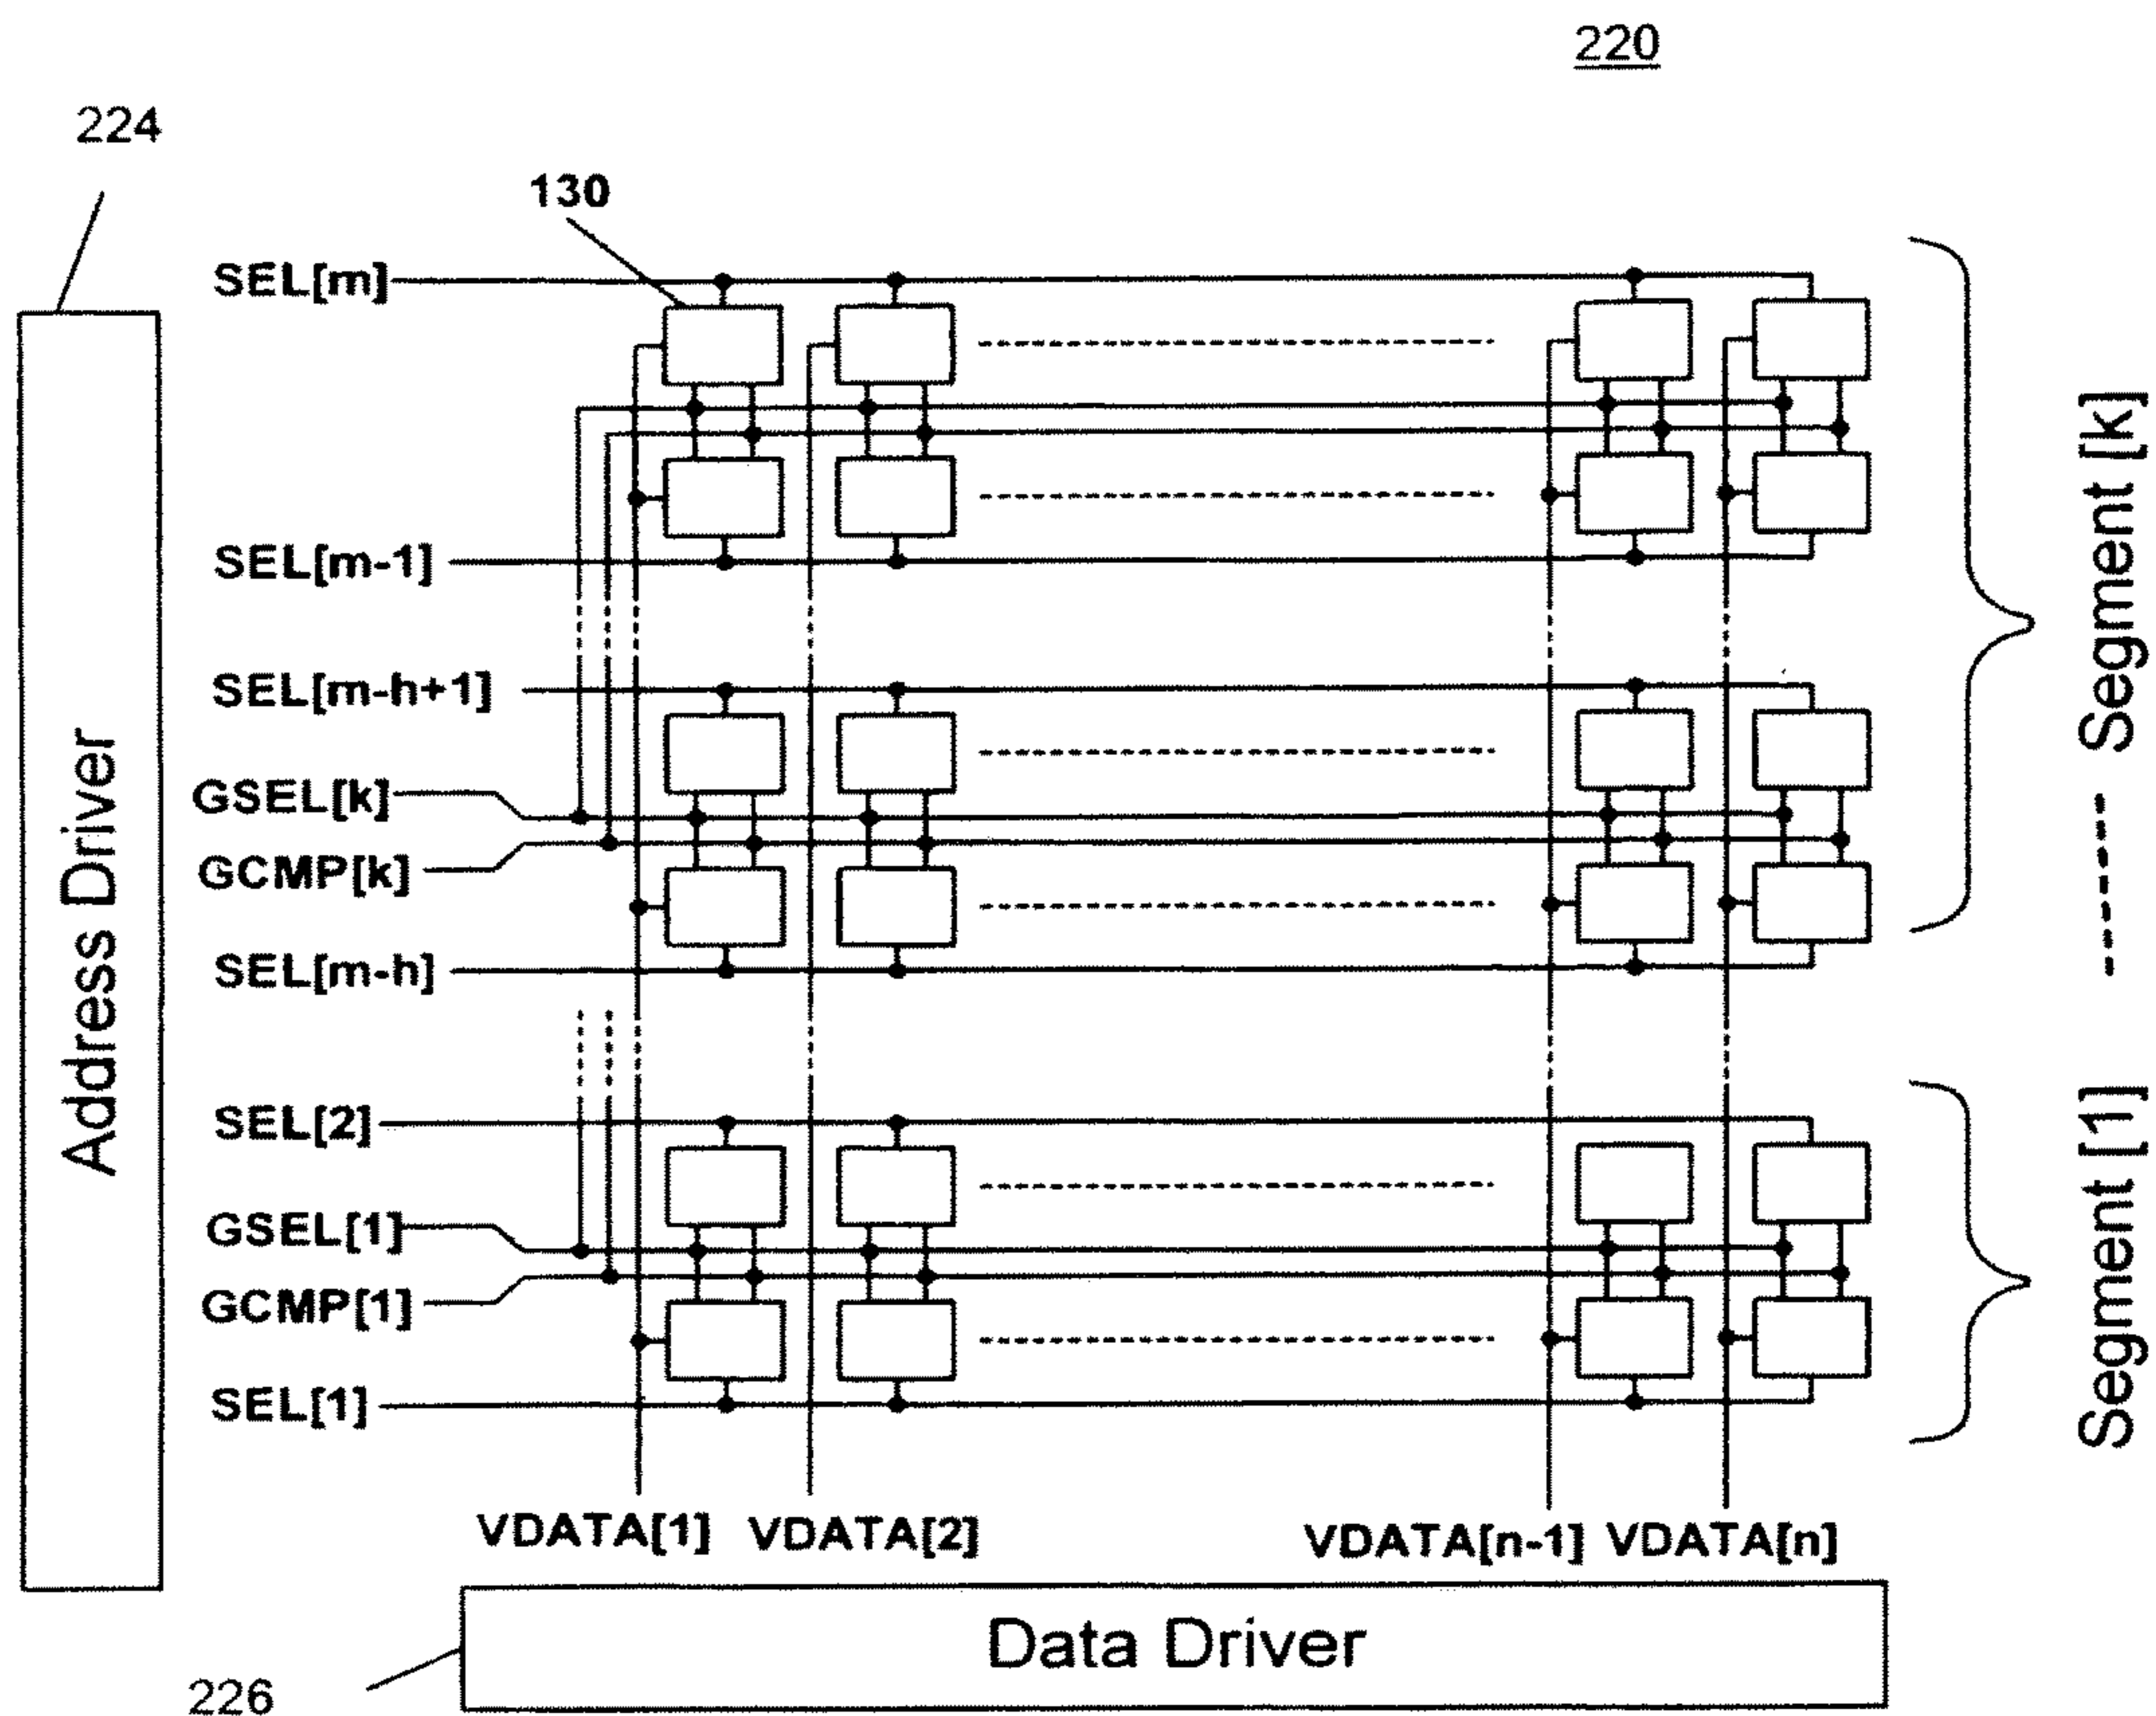 220
224
130
SEL[m]
SEL[m-1]
SEL[m-h+1]
GSEL[k]
GCMP[k]
SEL[m-h]
SEL[2]
GSEL[1]
GCMP[1]
SEL[1]
Address Driver
Segment [k]
Segment [1]
VDATA[1] VDATA[2] VDATA[n-1] VDATA[n]
Data Driver
226